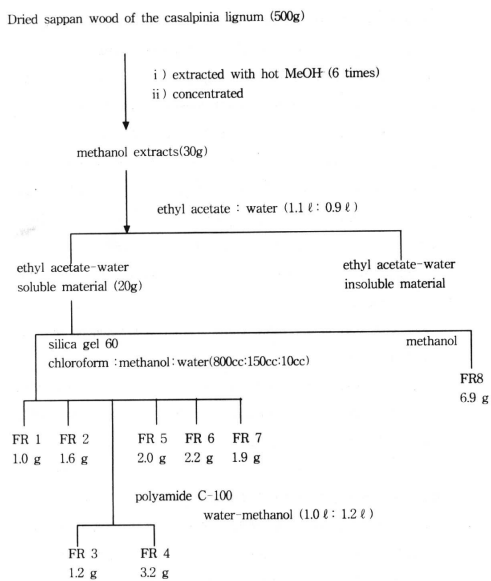 Dried sappan wood of the casalpinia lignum (500g)
i ) extracted with hot MeOH (6 times)
ii ) concentrated
methanol extracts(30g)
ethyl acetate : water (1.1 ℓ : 0.9 ℓ )
ethyl acetate-water
soluble material (20g)
ethyl acetate-water
insoluble material
silica gel 60
chloroform : methanol : water(800cc:150cc:10cc)
methanol
FR8
6.9 g
FR 1 FR 2 FR 5 FR 6 FR 7
1.0 g 1.6 g 2.0 g 2.2 g 1.9 g
polyamide C-100
water-methanol (1.0 ℓ : 1.2 ℓ )
FR 3 FR 4
1.2 g 3.2 g